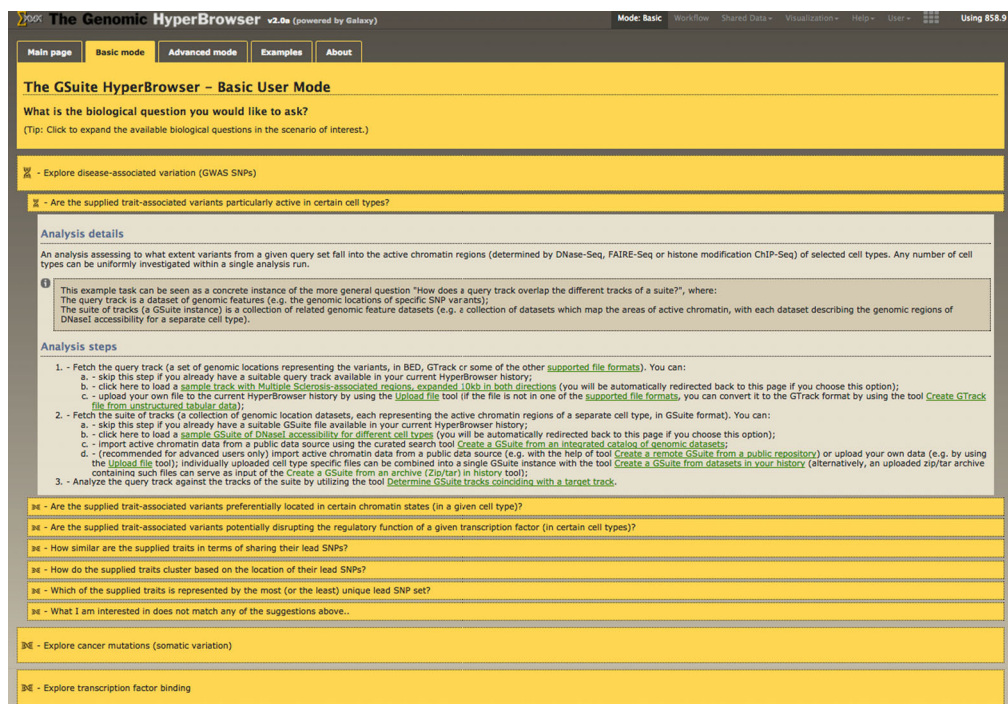 The Genomic HyperBrowser v2.0a (powered by Galaxy)
Mode: Basic Workflow Shared Data Visualization Help User Using 858.9
Main page Basic mode Advanced mode Examples About
The GSuite HyperBrowser – Basic User Mode
What is the biological question you would like to ask?
(Tip: Click to expand the available biological questions in the scenario of interest.)
- Explore disease-associated variation (GWAS SNPs)
- Are the supplied trait-associated variants particularly active in certain cell types?
Analysis details
An analysis assessing to what extent variants from a given query set fall into the active chromatin regions (determined by DNase-Seq, FAIRE-Seq or histone modification ChIP-Seq) of selected cell types. Any number of cell
types can be uniformly investigated within a single analysis run.
This example task can be seen as a concrete instance of the more general question "How does a query track overlap the different tracks of a suite?", where:
The query track is a dataset of genomic features (e.g. the genomic locations of specific SNP variants);
The suite of tracks (a GSuite instance) is a collection of related genomic feature datasets (e.g. a collection of datasets which map the areas of active chromatin, with each dataset describing the genomic regions of
DNaseI accessibility for a separate cell type).
Analysis steps
1. - Fetch the query track (a set of genomic locations representing the variants, in BED, GTrack or some of the other supported file formats). You can:
a. - skip this step if you already have a suitable query track available in your current HyperBrowser history;
b. - click here to load a sample track with Multiple Sclerosis-associated regions, expanded 10kb in both directions (you will be automatically redirected back to this page if you choose this option);
c. - upload your own file to the current HyperBrowser history by using the Upload file tool (if the file is not in one of the supported file formats, you can convert it to the GTrack format by using the tool Create GTrack
file from unstructured tabular data);
2. - Fetch the suite of tracks (a collection of genomic location datasets, each representing the active chromatin regions of a separate cell type, in GSuite format). You can:
a. - skip this step if you already have a suitable GSuite file available in your current HyperBrowser history;
b. - click here to load a sample GSuite of DNaseI accessibility for different cell types (you will be automatically redirected back to this page if you choose this option);
c. - import active chromatin data from a public data source using the curated search tool Create a GSuite from an integrated catalog of genomic datasets;
d. - (recommended for advanced users only) import active chromatin data from a public data source (e.g. with the help of tool Create a remote GSuite from a public repository) or upload your own data (e.g. by using
the Upload file tool); individually uploaded cell type specific files can be combined into a single GSuite instance with the tool Create a GSuite from datasets in your history (alternatively, an uploaded zip/tar archive
containing such files can serve as input of the Create a GSuite from an archive (Zip/tar) in history tool);
3. - Analyze the query track against the tracks of the suite by utilizing the tool Determine GSuite tracks coinciding with a target track.
- Are the supplied trait-associated variants preferentially located in certain chromatin states (in a given cell type)?
- Are the supplied trait-associated variants potentially disrupting the regulatory function of a given transcription factor (in certain cell types)?
- How similar are the supplied traits in terms of sharing their lead SNPs?
- How do the supplied traits cluster based on the location of their lead SNPs?
- Which of the supplied traits is represented by the most (or the least) unique lead SNP set?
- What I am interested in does not match any of the suggestions above..
- Explore cancer mutations (somatic variation)
- Explore transcription factor binding